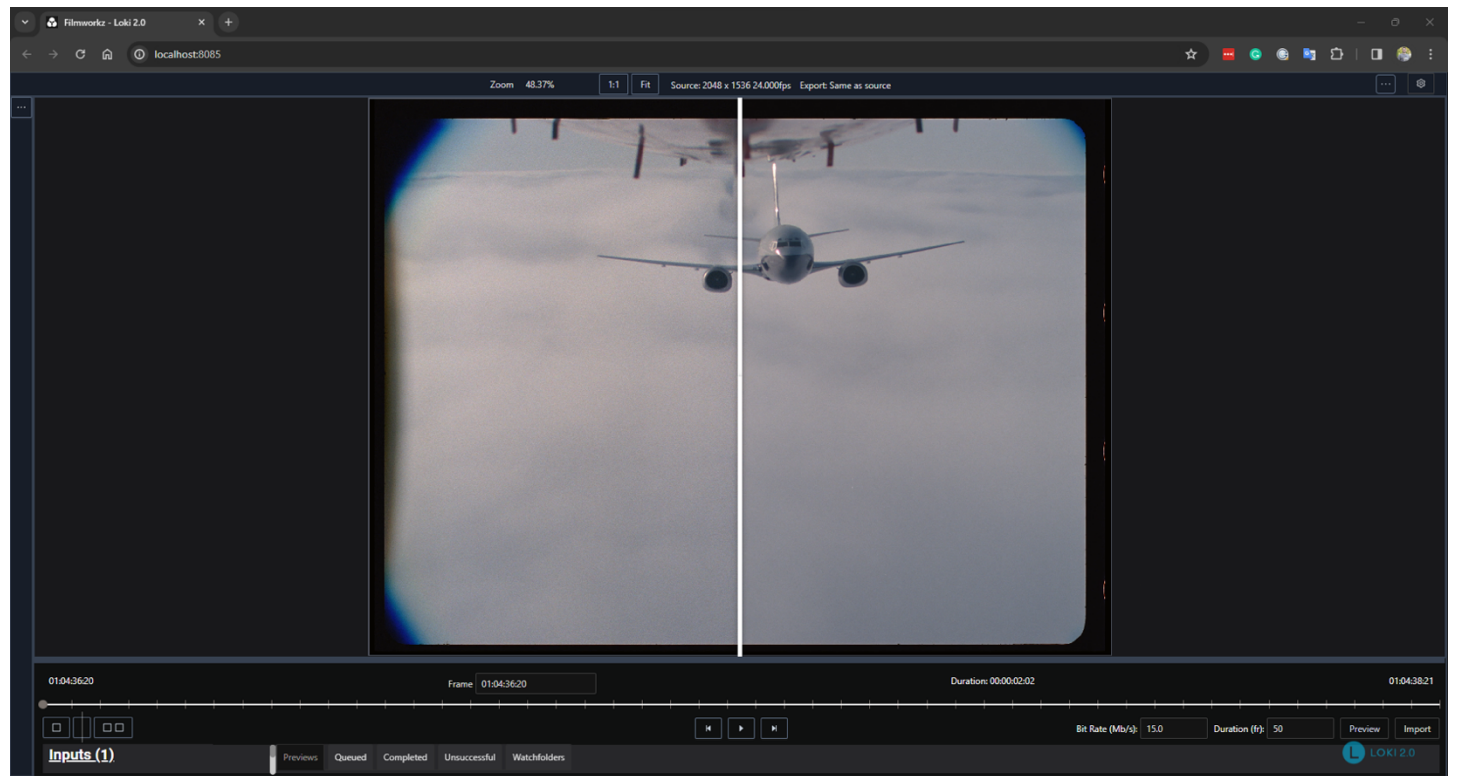 Filmworkz - Loki 2.0
localhost:8085
Zoom 48.37% 1:1 Fit Source: 2048 x 1536 24.000fps Export: Same as source
01:04:36:20 Frame 01:04:36:20 Duration: 00:00:02:02 01:04:38:21
Bit Rate (Mb/s): 15.0 Duration (fr): 50 Preview Import
Inputs (1) Previews Queued Completed Unsuccessful Watchfolders L LOKI 2.0